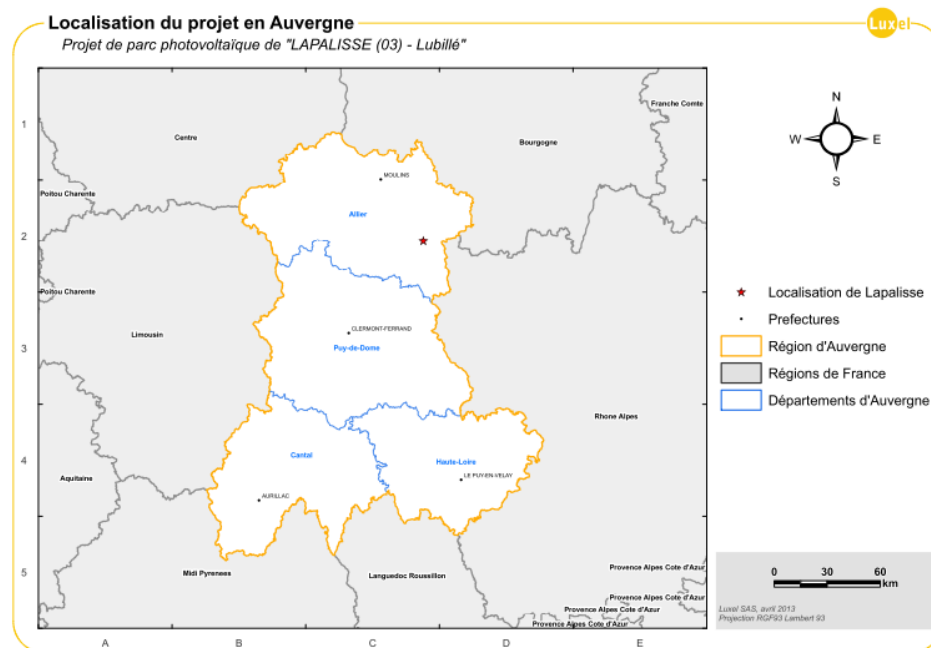 Localisation du projet en Auvergne
Luxel
Projet de parc photovoltaïque de "LAPALISSE (03) - Lubillé"
N
W E
S
1
2
3
4
5
A B C D E
Franche Comte
Centre
Bourgogne
MOULINS
Poitou Charente
Allier
Poitou Charente
Limousin
CLERMONT-FERRAND
Puy-de-Dome
Rhone Alpes
Cantal
Haute-Loire
Aquitaine
LE PUY-EN-VELAY
AURILLAC
Midi Pyrenees
Languedoc Roussillon
Provence Alpes Cote d'Azur
Provence Alpes Cote d'Azur
Provence Alpes Cote d'Azur
Provence Alpes Cote d'Azur
Localisation de Lapalisse
Prefectures
Région d'Auvergne
Régions de France
Départements d'Auvergne
0 30 60
km
Luxel SAS, avril 2013
Projection RGF93 Lambert 93